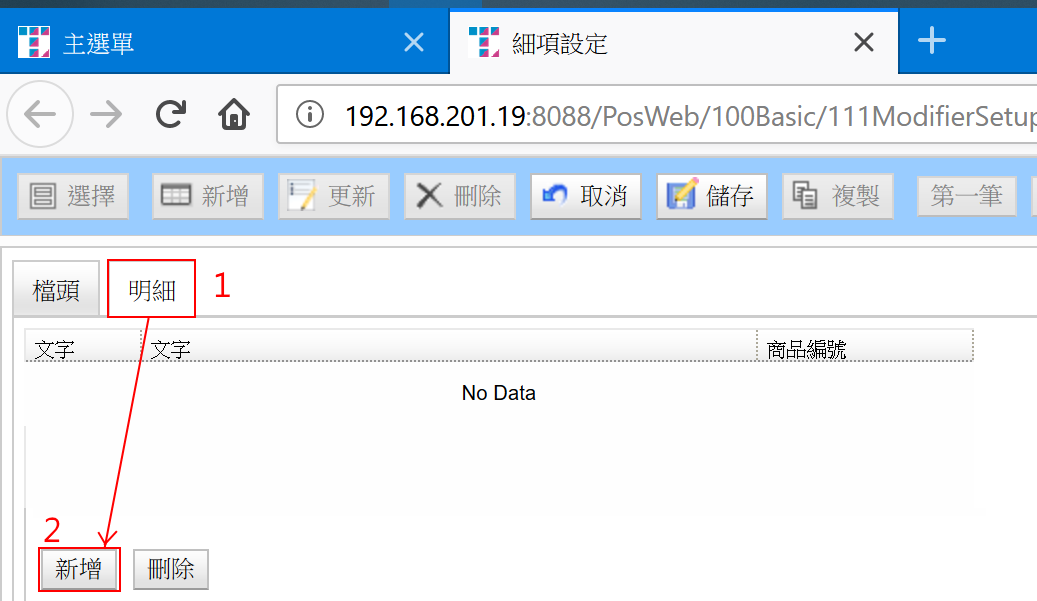 主選單 細項設定
192.168.201.19:8088/PosWeb/100Basic/111ModifierSetup
選擇 新增 更新 刪除 取消 儲存 複製 第一筆
檔頭 明細 1
文字 文字 商品編號
No Data
2
新增 刪除